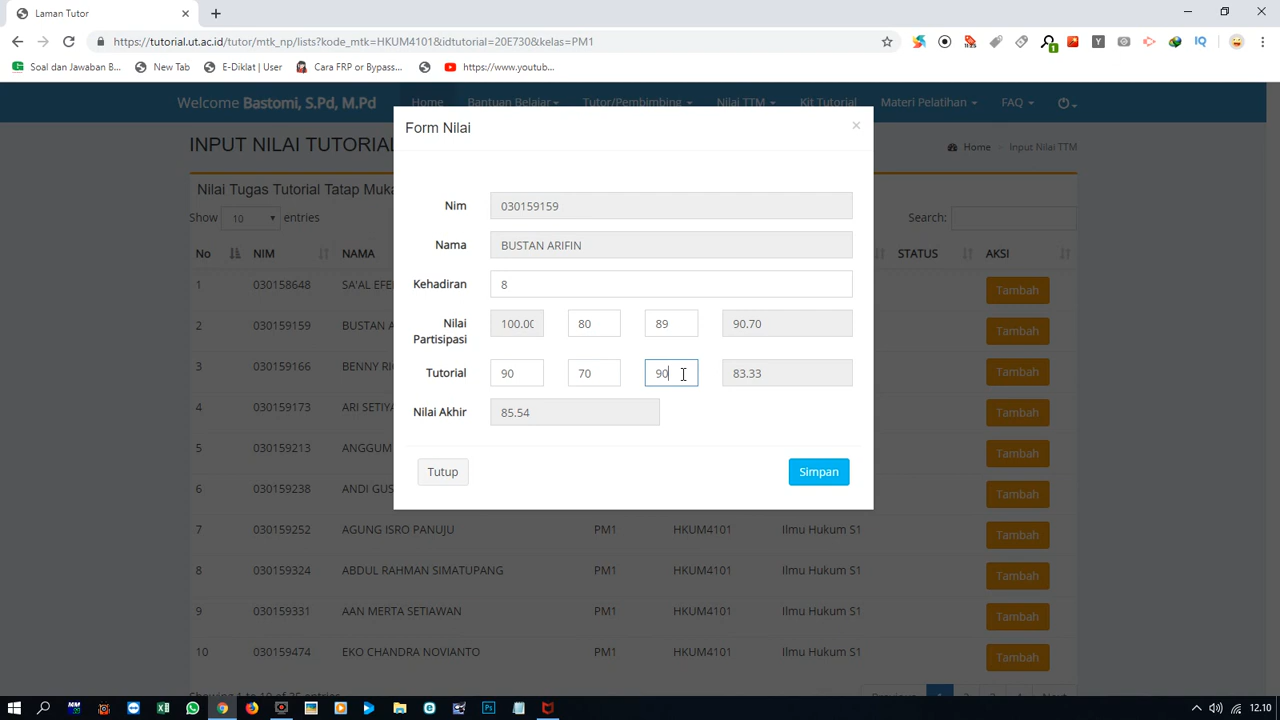 Laman Tutor
https://tutorial.ut.ac.id/tutor/mtk_np/lists?kode_mtk=HKUM4101&idtutorial=20E730&kelas=PM1
Soal dan Jawaban B... New Tab E-Diklat | User Cara FRP or Bypass... https://www.youtub...
Welcome Bastomi, S.Pd, M.Pd Home Bantuan Belajar Tutor/Pembimbing Nilai TTM Kit Tutorial Materi Pelatihan FAQ
INPUT NILAI TUTORIAL Home Input Nilai TTM
Nilai Tugas Tutorial Tatap Muka
Show 10 entries Search:
No NIM NAMA STATUS AKSI
1 030158648 SA'AL Tambah
2 030159159 BUSTAN Tambah
3 030159166 BENNY Tambah
4 030159173 ARI Tambah
5 030159213 ANGGUM Tambah
6 030159238 ANDI Tambah
7 030159252 AGUNG ISRO PANUJU PM1 HKUM4101 Ilmu Hukum S1 Tambah
8 030159324 ABDUL RAHMAN SIMATUPANG PM1 HKUM4101 Ilmu Hukum S1 Tambah
9 030159331 AAN MERTA SETIAWAN PM1 HKUM4101 Ilmu Hukum S1 Tambah
10 030159474 EKO CHANDRA NOVIANTO PM1 HKUM4101 Ilmu Hukum S1 Tambah
Form Nilai ×
Nim 030159159
Nama BUSTAN ARIFIN
Kehadiran 8
Nilai Partisipasi 100.00 80 89 90.70
Tutorial 90 70 90 83.33
Nilai Akhir 85.54
Tutup Simpan
12.10